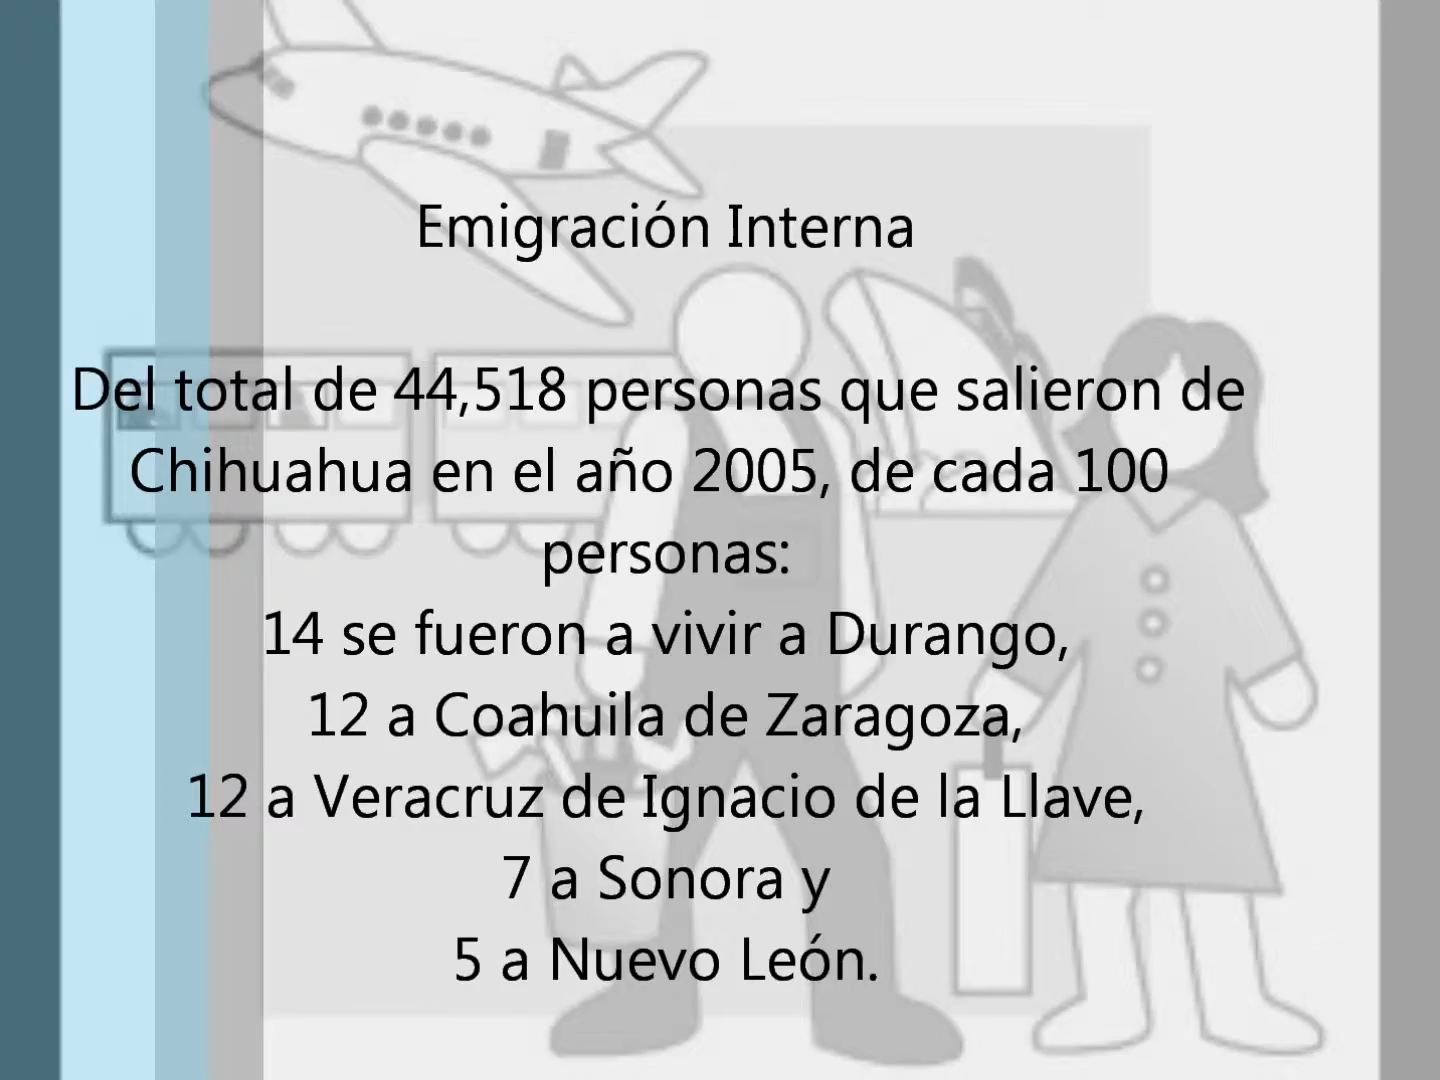 Emigración Interna
Del total de 44,518 personas que salieron de
Chihuahua en el año 2005, de cada 100
personas:
14 se fueron a vivir a Durango,
12 a Coahuila de Zaragoza,
12 a Veracruz de Ignacio de la Llave,
7 a Sonora y
5 a Nuevo León.